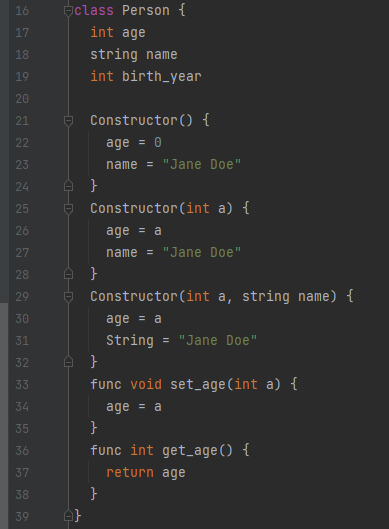 16 class Person {
17 int age
18 string name
19 int birth_year
20
21 Constructor() {
22 age = 0
23 name = "Jane Doe"
24 }
25 Constructor(int a) {
26 age = a
27 name = "Jane Doe"
28 }
29 Constructor(int a, string name) {
30 age = a
31 String = "Jane Doe"
32 }
33 func void set_age(int a) {
34 age = a
35 }
36 func int get_age() {
37 return age
38 }
39 }